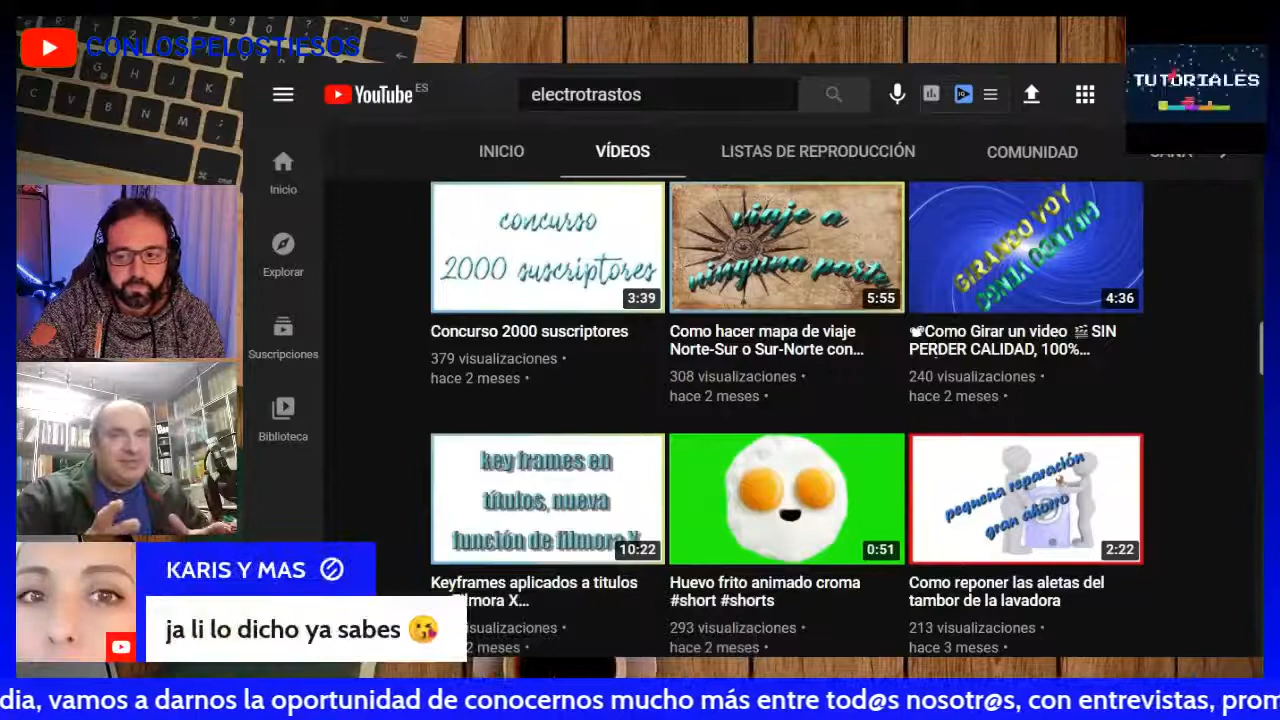 CONLOSPELOSTIESOS
TUTORIALES
YouTube ES
electrotrastos
INICIO
VÍDEOS
LISTAS DE REPRODUCCIÓN
COMUNIDAD
Inicio
Explorar
Suscripciones
Biblioteca
concurso
2000 suscriptores
3:39
Concurso 2000 suscriptores
379 visualizaciones •
hace 2 meses •
viaje a
ninguna parte
5:55
Como hacer mapa de viaje
Norte-Sur o Sur-Norte con...
308 visualizaciones •
hace 2 meses •
GIRANDO VOY
4:36
📽Como Girar un video 🎬SIN
PERDER CALIDAD, 100%...
240 visualizaciones •
hace 2 meses •
key frames en
títulos, nueva
función de filmora X
10:22
Keyframes aplicados a titulos
Filmora X...
visualizaciones •
2 meses •
0:51
Huevo frito animado croma
#short #shorts
293 visualizaciones •
hace 2 meses •
pequeña reparación
gran ahorro
2:22
Como reponer las aletas del
tambor de la lavadora
213 visualizaciones •
hace 3 meses •
KARIS Y MAS
ja li lo dicho ya sabes 😘
dia, vamos a darnos la oportunidad de conocernos mucho más entre tod@s nosotr@s, con entrevistas, prom